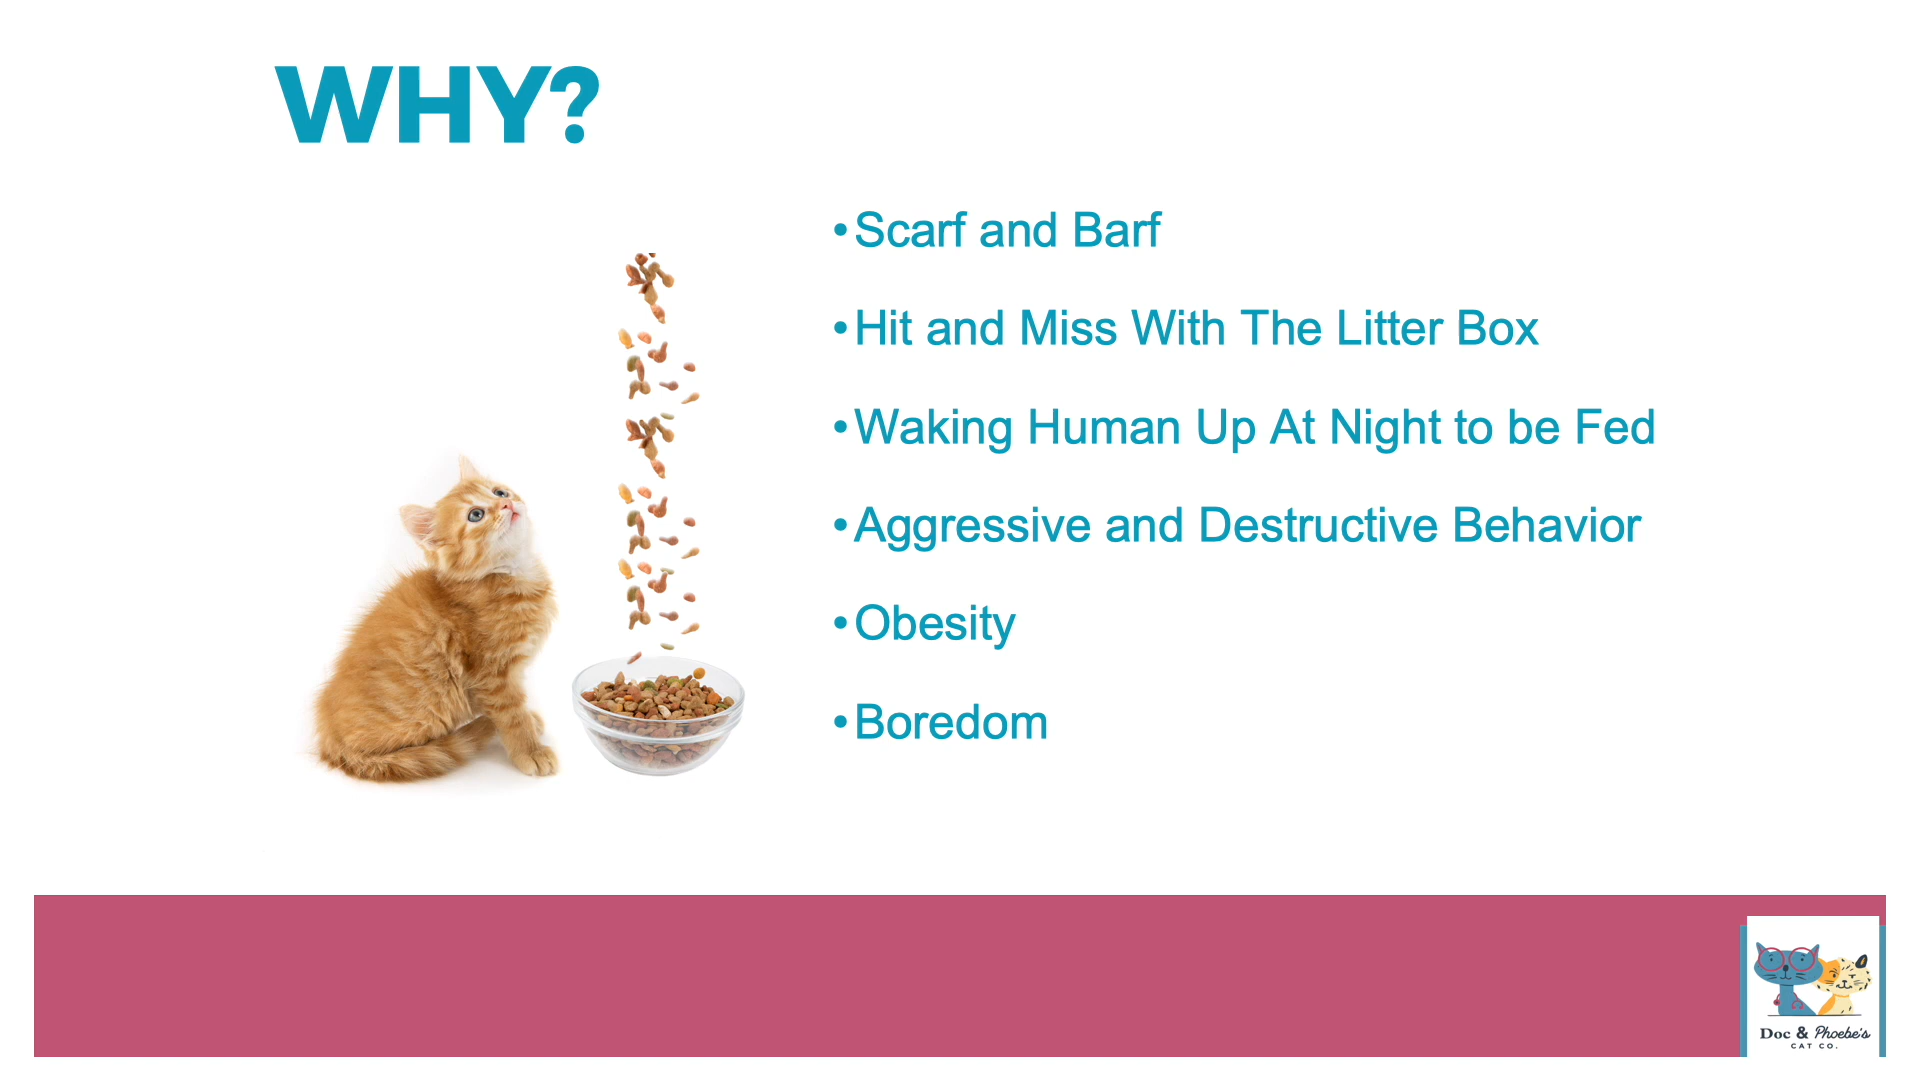 WHY?
•Scarf and Barf
•Hit and Miss With The Litter Box
•Waking Human Up At Night to be Fed
•Aggressive and Destructive Behavior
•Obesity
•Boredom
Doc & Phoebe's
CAT CO.